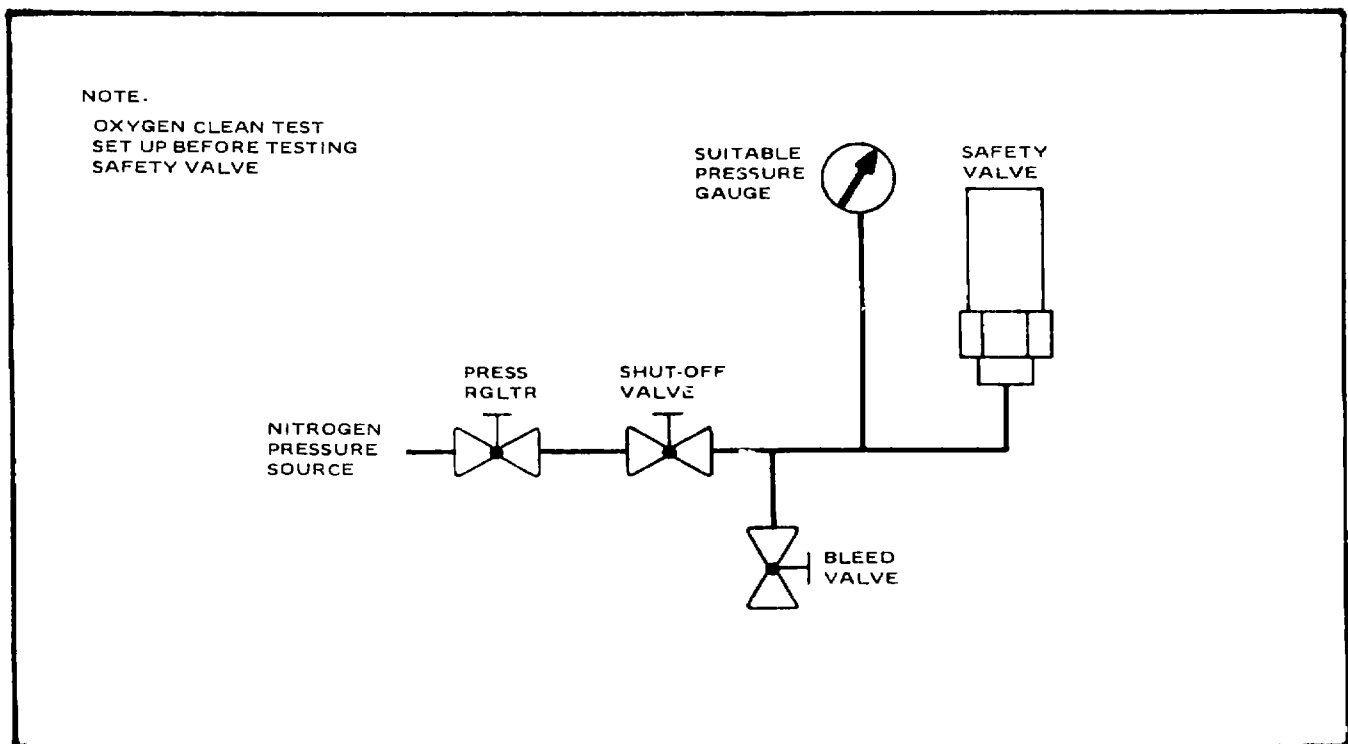 NOTE.
OXYGEN CLEAN TEST
SET UP BEFORE TESTING
SAFETY VALVE
SUITABLE
PRESSURE
GAUGE
SAFETY
VALVE
PRESS
RGLTR
SHUT-OFF
VALVE
NITROGEN
PRESSURE
SOURCE
BLEED
VALVE